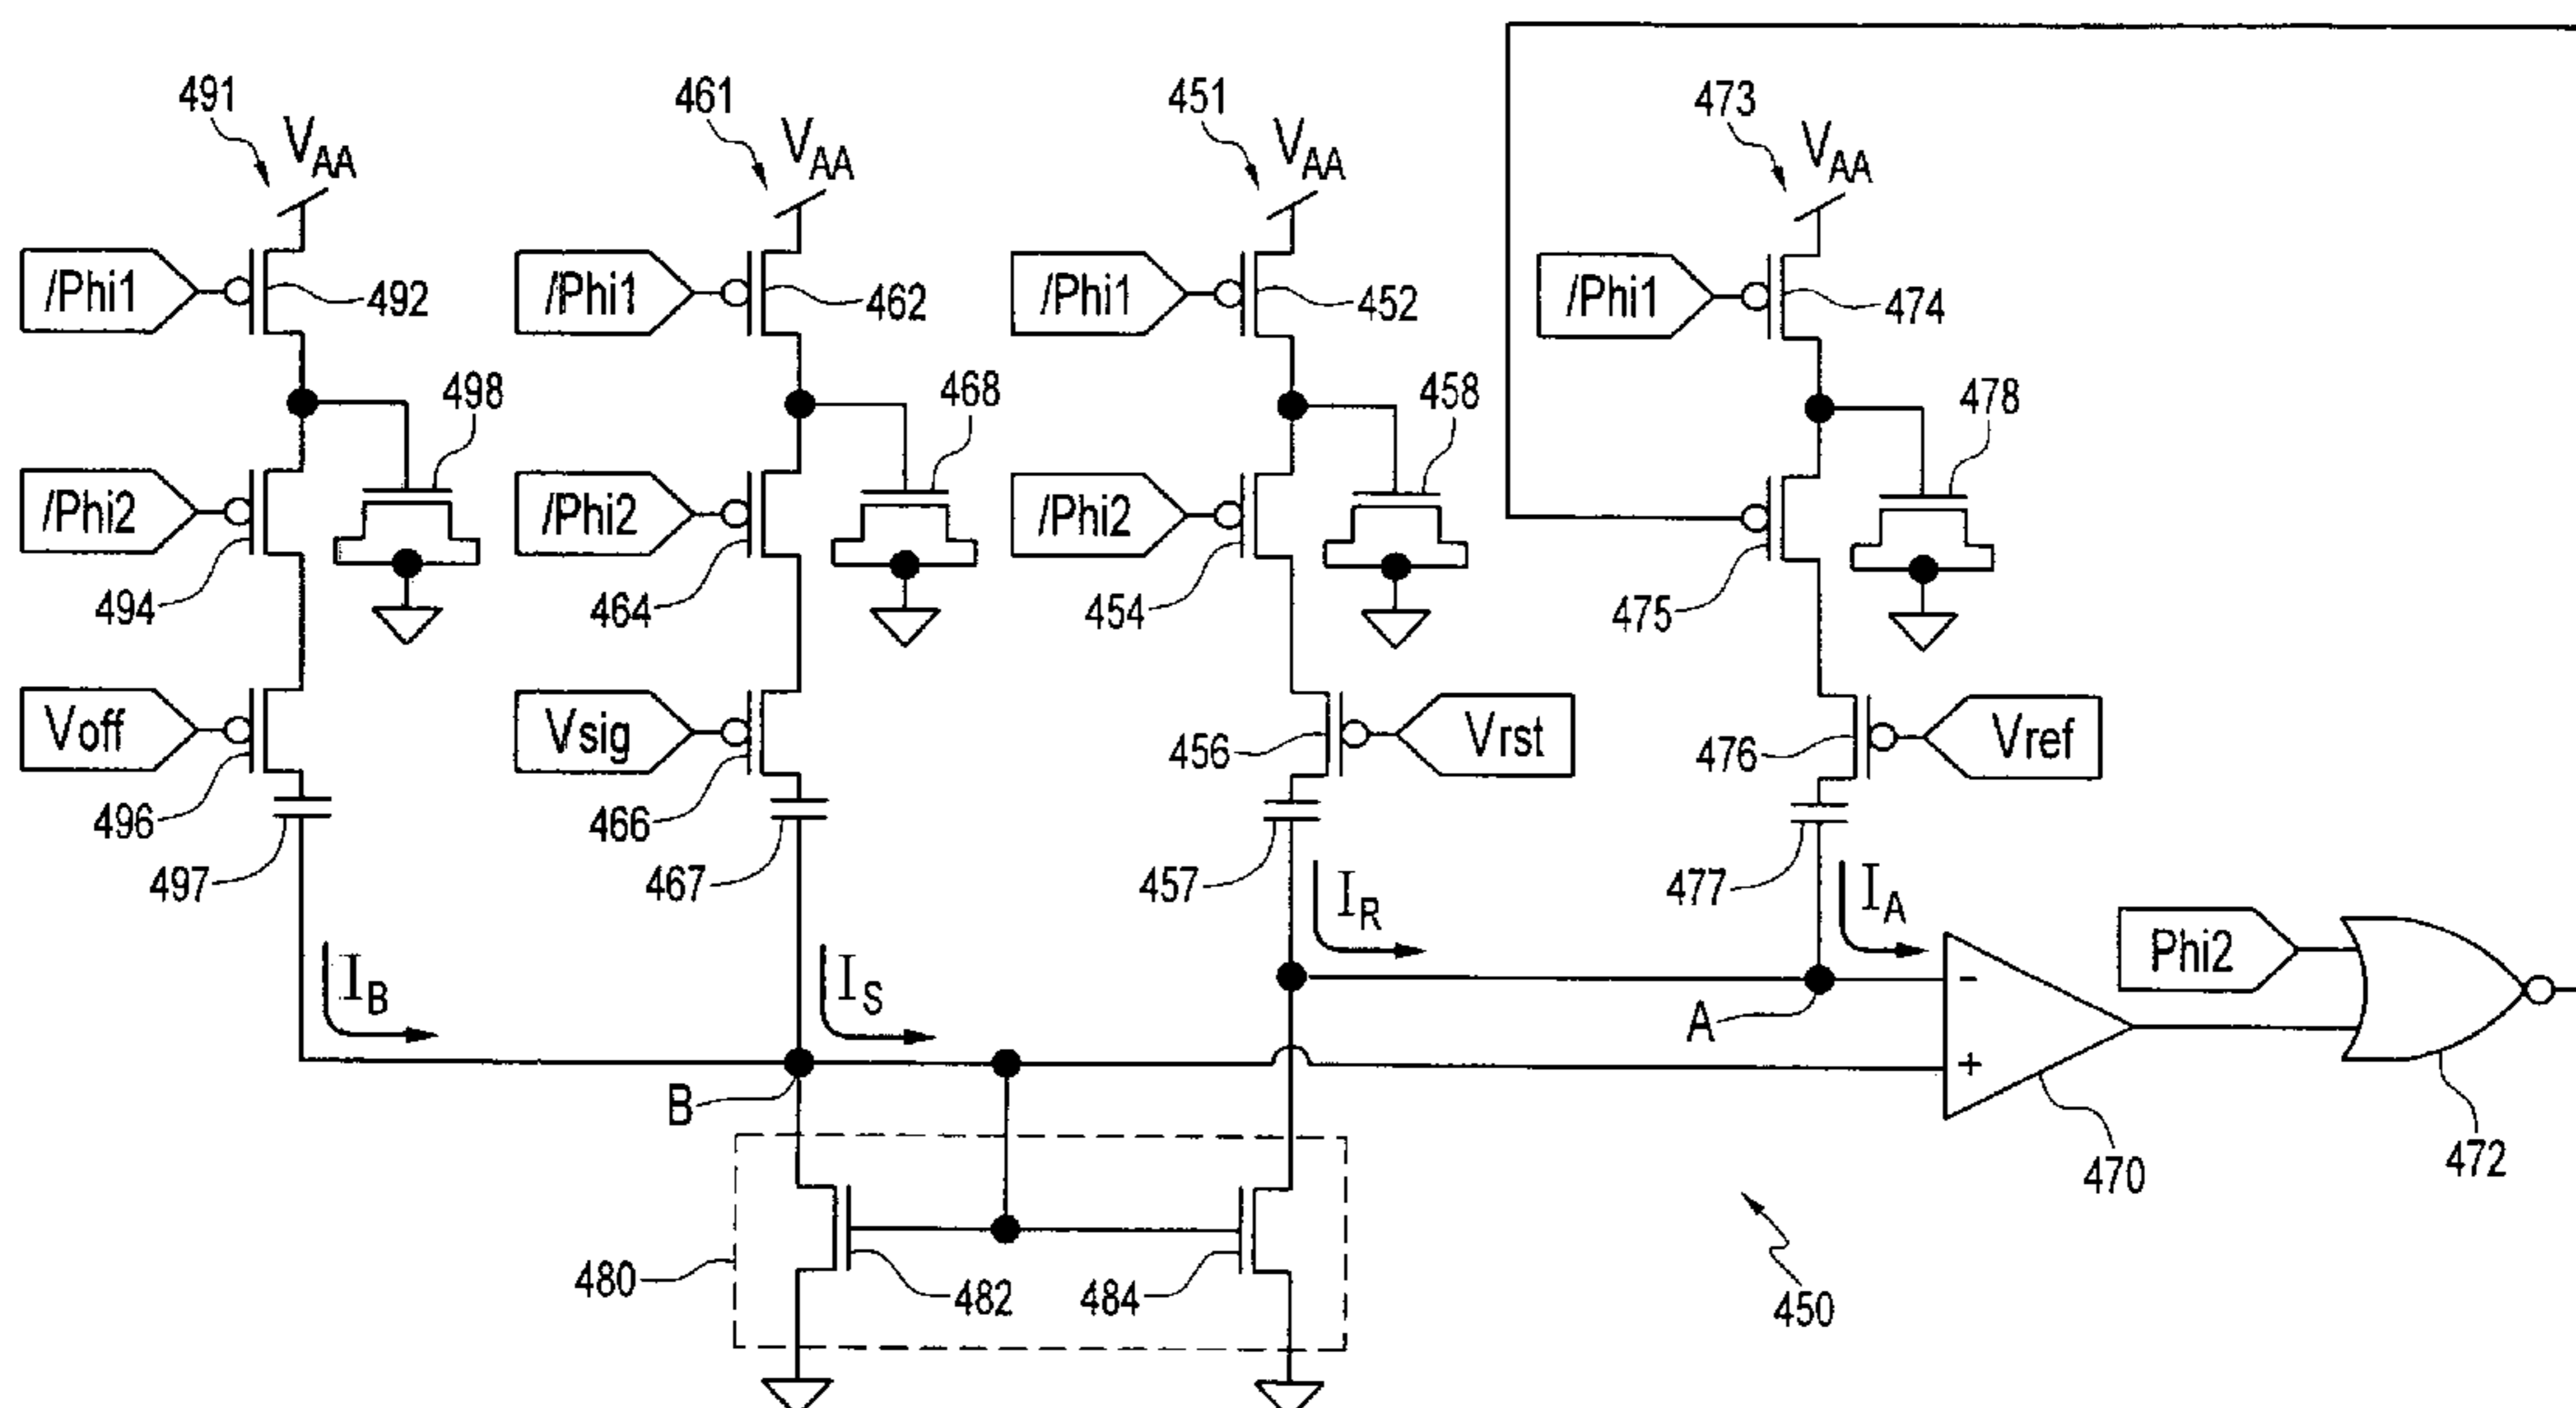 491
461
451
473
VAA
VAA
VAA
VAA
/Phi1
492
/Phi1
462
/Phi1
452
/Phi1
474
498
468
458
478
/Phi2
/Phi2
/Phi2
494
464
454
475
Voff
Vsig
456
Vrst
476
Vref
496
466
497
467
457
477
IB
IS
IR
IA
Phi2
A
-
+
B
470
472
480
482
484
450